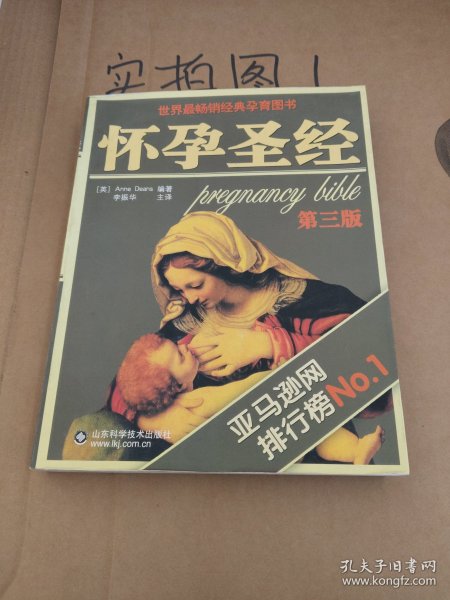 实拍图!
世界最畅销经典孕育图书
怀孕圣经
[英] Anne Deans 编著
李振华 主译
pregnancy bible
第三版
亚马逊网
排行榜No.1
山东科学技术出版社
www.lkj.com.cn
孔夫子旧书网
www.kongfz.com